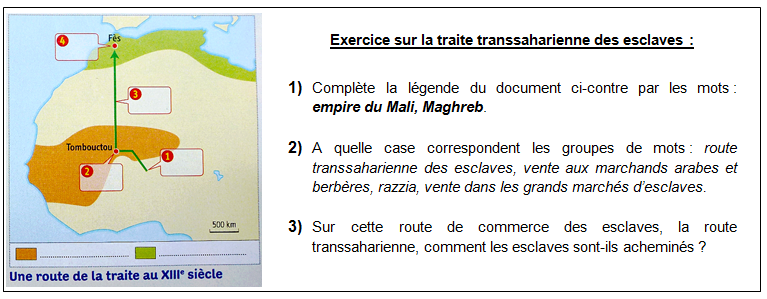 4
Fès
3
Tombouctou
1
2
500 km
Une route de la traite au XIIIᵉ siècle
Exercice sur la traite transsaharienne des esclaves :
1) Complète la légende du document ci-contre par les mots :
empire du Mali, Maghreb.
2) A quelle case correspondent les groupes de mots : route
transsaharienne des esclaves, vente aux marchands arabes et
berbères, razzia, vente dans les grands marchés d’esclaves.
3) Sur cette route de commerce des esclaves, la route
transsaharienne, comment les esclaves sont-ils acheminés ?